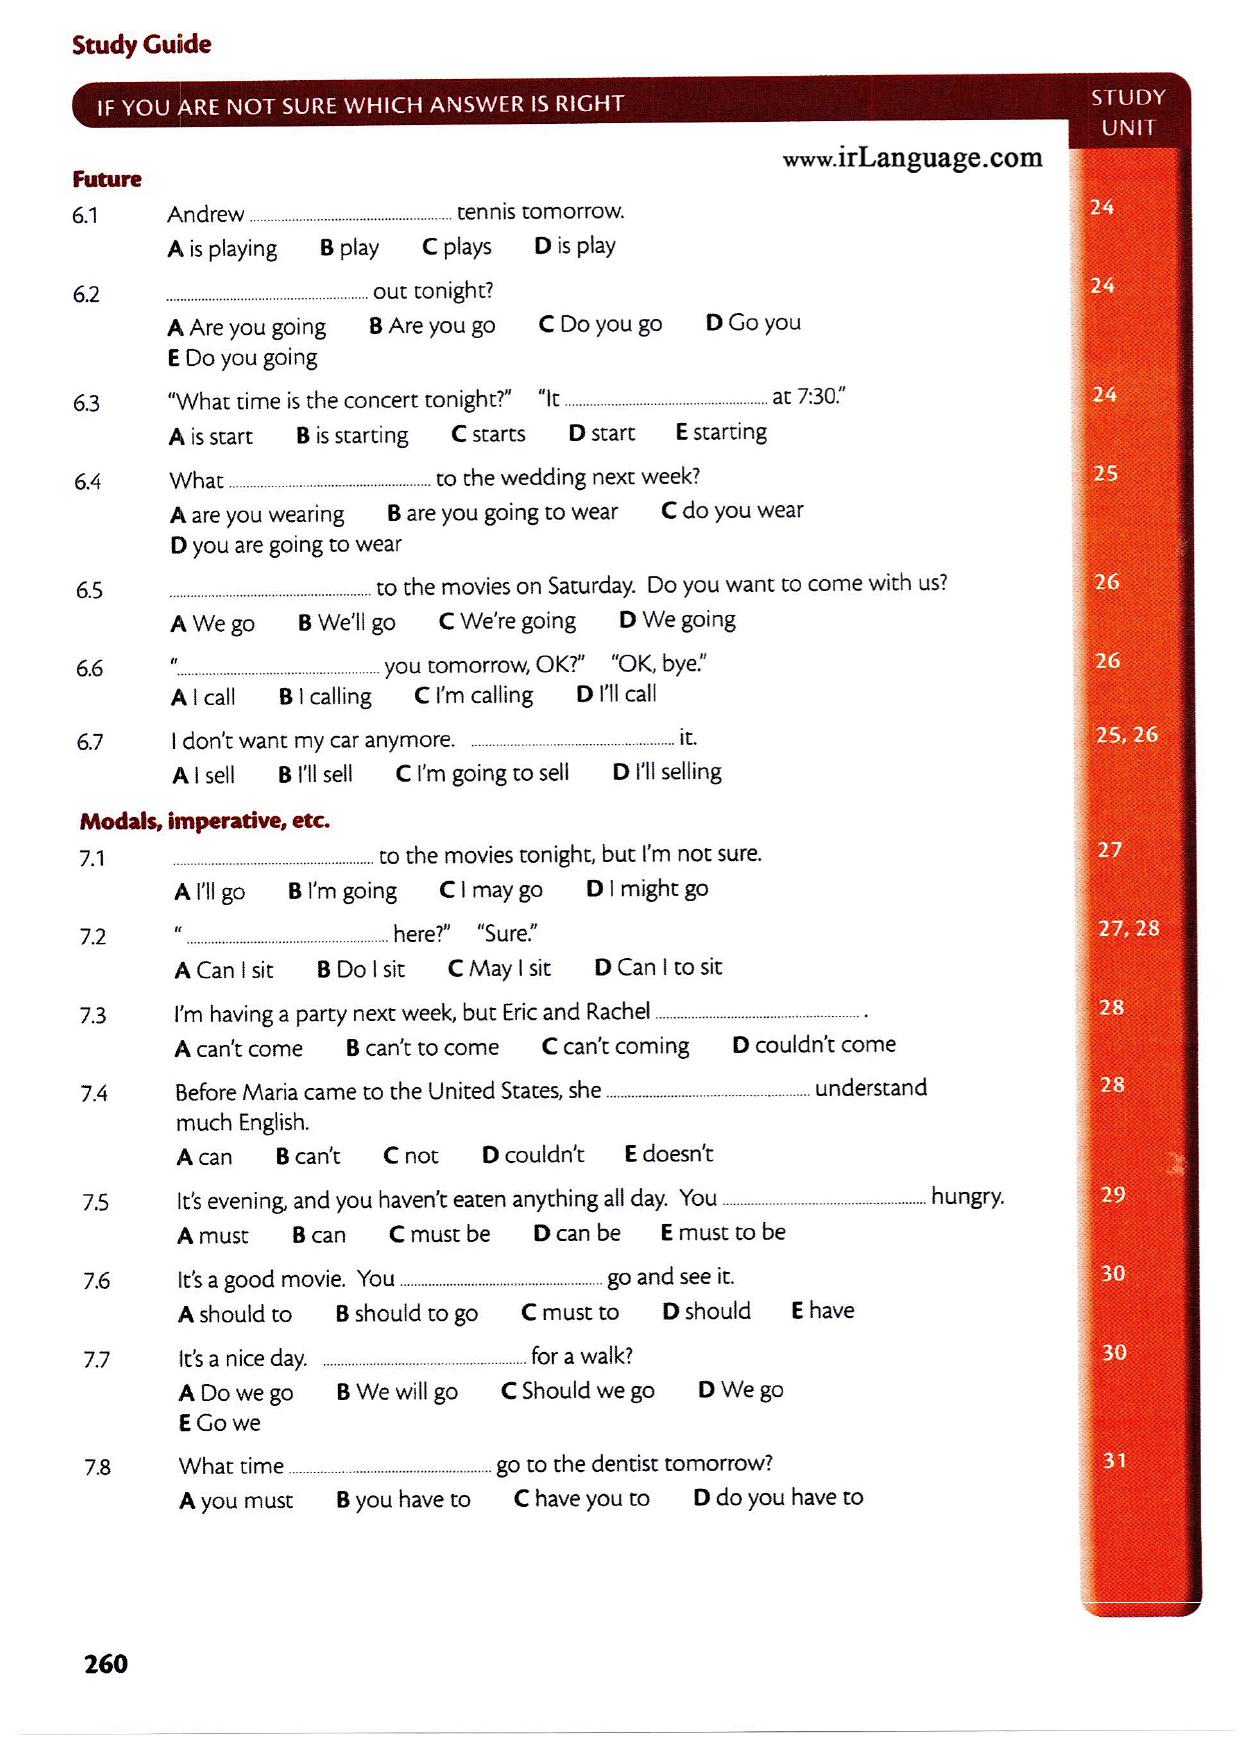 Study Guide
IF YOU ARE NOT SURE WHICH ANSWER IS RIGHT
STUDY
UNIT
www.irLanguage.com
Future
6.1 Andrew ........................ tennis tomorrow. 24
A is playing B play C plays D is play
6.2 ........................ out tonight? 24
A Are you going B Are you go C Do you go D Go you
E Do you going
6.3 "What time is the concert tonight?" "It ........................ at 7:30." 24
A is start B is starting C starts D start E starting
6.4 What ........................ to the wedding next week? 25
A are you wearing B are you going to wear C do you wear
D you are going to wear
6.5 ........................ to the movies on Saturday. Do you want to come with us? 26
A We go B We'll go C We're going D We going
6.6 "........................ you tomorrow, OK?" "OK, bye." 26
A I call B I calling C I'm calling D I'll call
6.7 I don't want my car anymore. ........................ it. 25, 26
A I sell B I'll sell C I'm going to sell D I'll selling
Modals, imperative, etc.
7.1 ........................ to the movies tonight, but I'm not sure. 27
A I'll go B I'm going C I may go D I might go
7.2 "........................ here?" "Sure." 27, 28
A Can I sit B Do I sit C May I sit D Can I to sit
7.3 I'm having a party next week, but Eric and Rachel ........................ . 28
A can't come B can't to come C can't coming D couldn't come
7.4 Before Maria came to the United States, she ........................ understand 28
much English.
A can B can't C not D couldn't E doesn't
7.5 It's evening, and you haven't eaten anything all day. You ........................ hungry. 29
A must B can C must be D can be E must to be
7.6 It's a good movie. You ........................ go and see it. 30
A should to B should to go C must to D should E have
7.7 It's a nice day. ........................ for a walk? 30
A Do we go B We will go C Should we go D We go
E Go we
7.8 What time ........................ go to the dentist tomorrow? 31
A you must B you have to C have you to D do you have to
260